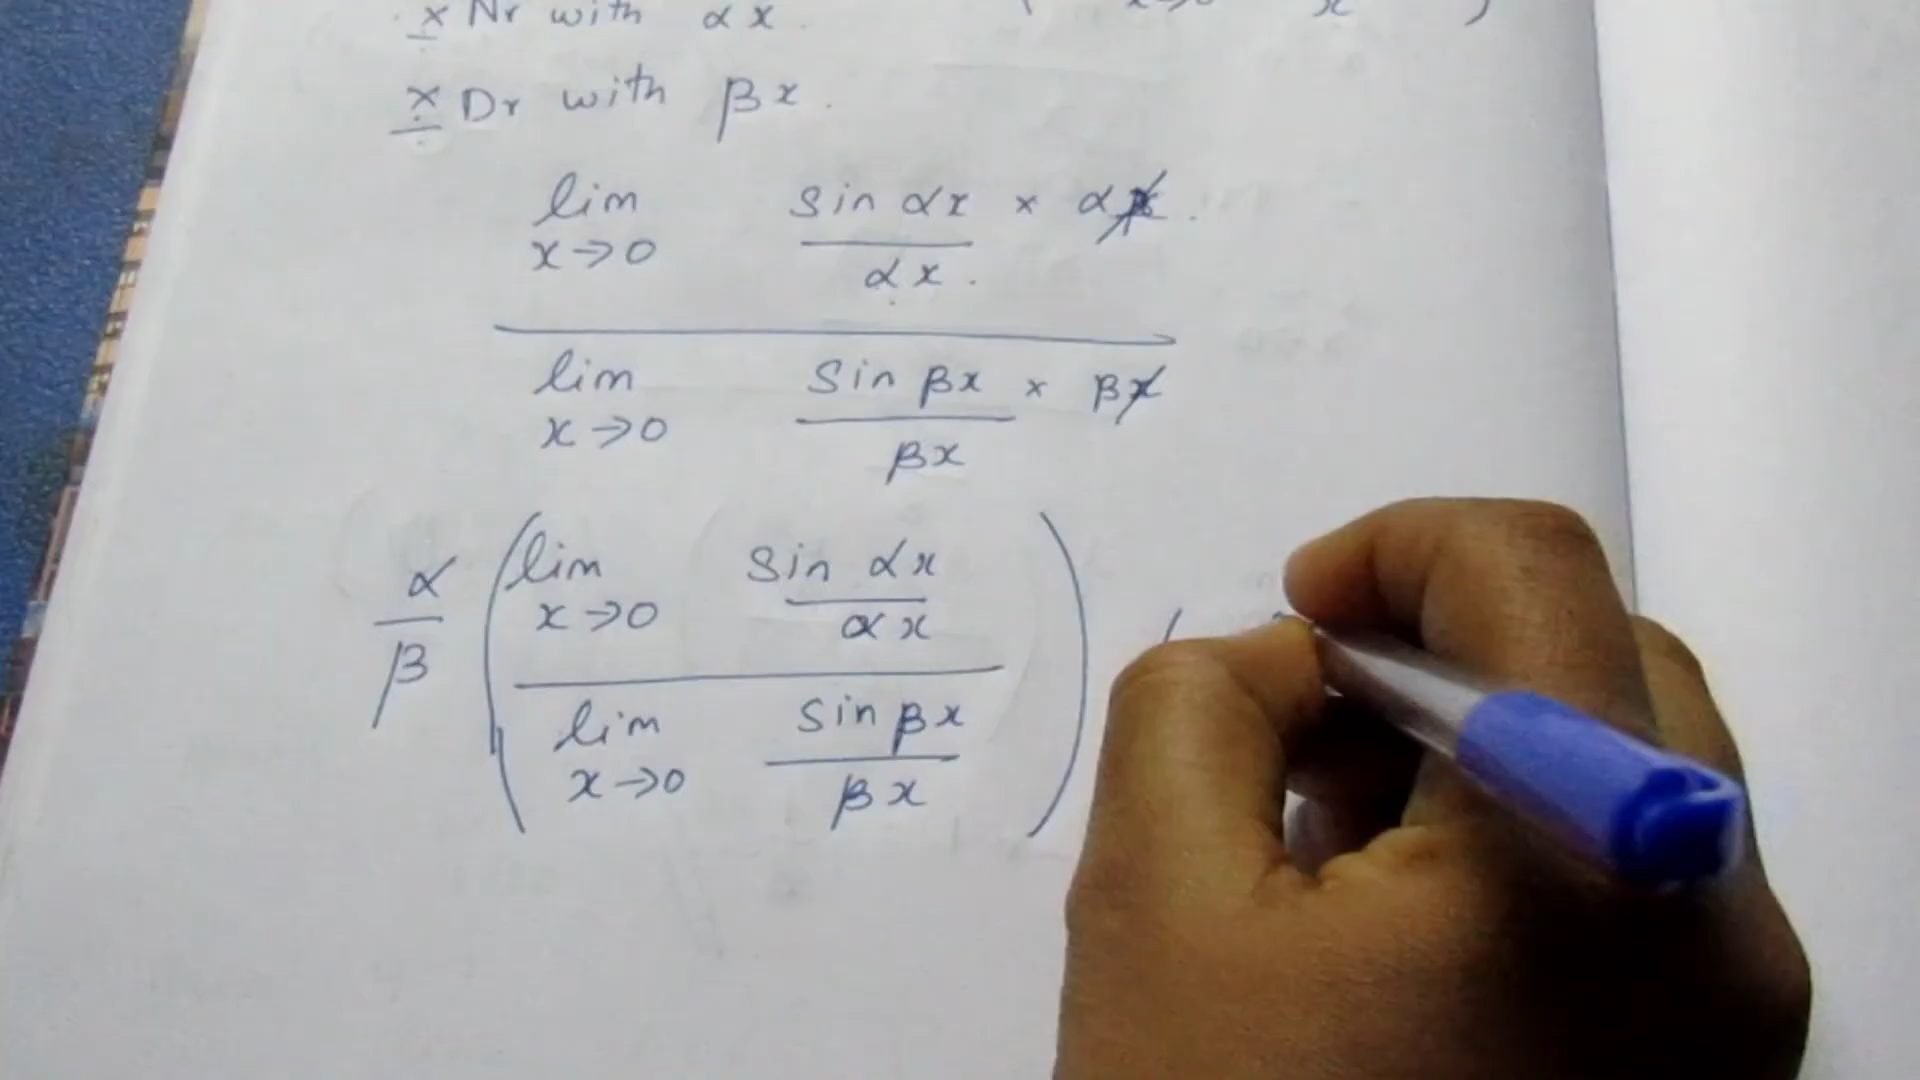 × Nr with αx.
÷
× Dr with βx.
÷
lim sin αx × αx.
x→0 αx.
lim sin βx × βx
x→0 βx
α (lim sin αx)
β x→0 αx
lim sin βx
x→0 βx